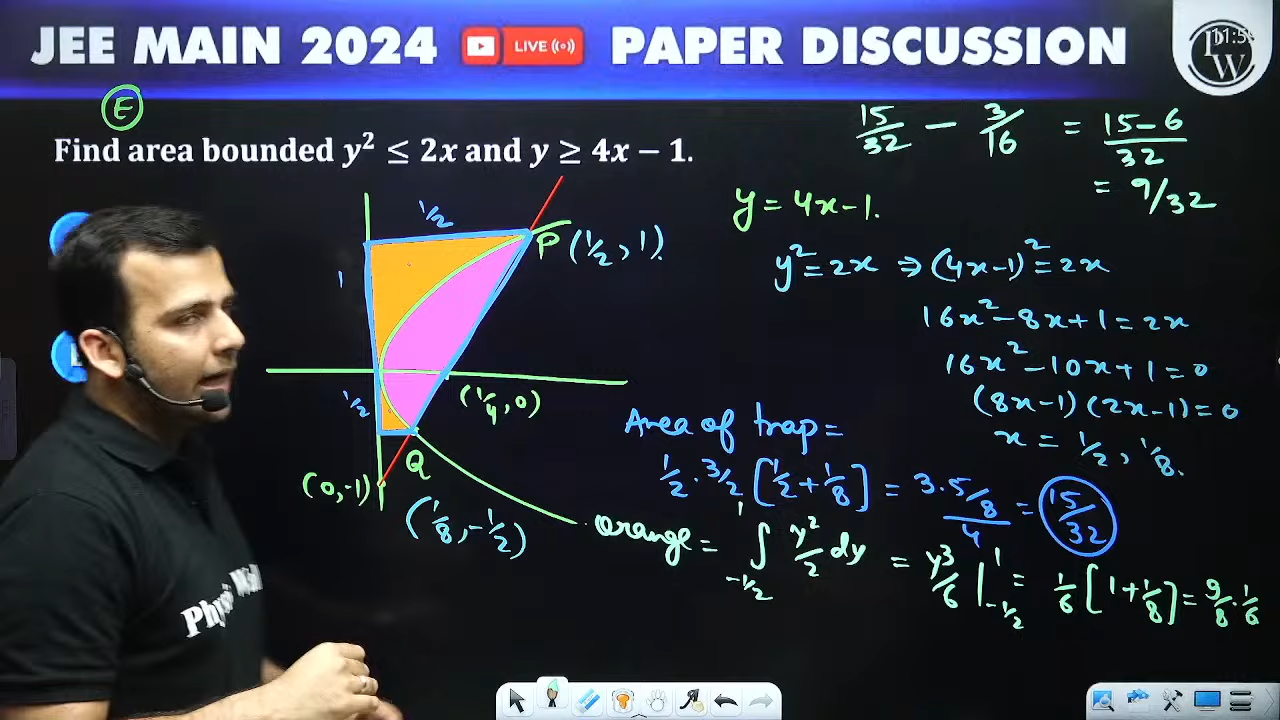 JEE MAIN 2024 LIVE PAPER DISCUSSION
W
E
Find area bounded y² ≤ 2x and y ≥ 4x − 1.
15/32 − 3/16 = (15−6)/32
= 9/32
y = 4x−1.
y² = 2x ⇒ (4x−1)² = 2x
16x² − 8x + 1 = 2x
16x² − 10x + 1 = 0
(8x−1)(2x−1) = 0
x = 1/2, 1/8.
1/2
P(1/2, 1).
1
1/2
(1/4, 0)
Q
(0,−1)
(1/8, −1/2)
Area of trap =
1/2 · 3/2 [1/2 + 1/8] = (3·5/8)/4 = 15/32
orange = ∫_{-1/2}^{1} y²/2 dy = y³/6 |_{-1/2}^{1} = 1/6 [1 + 1/8] = 9/8 · 1/6